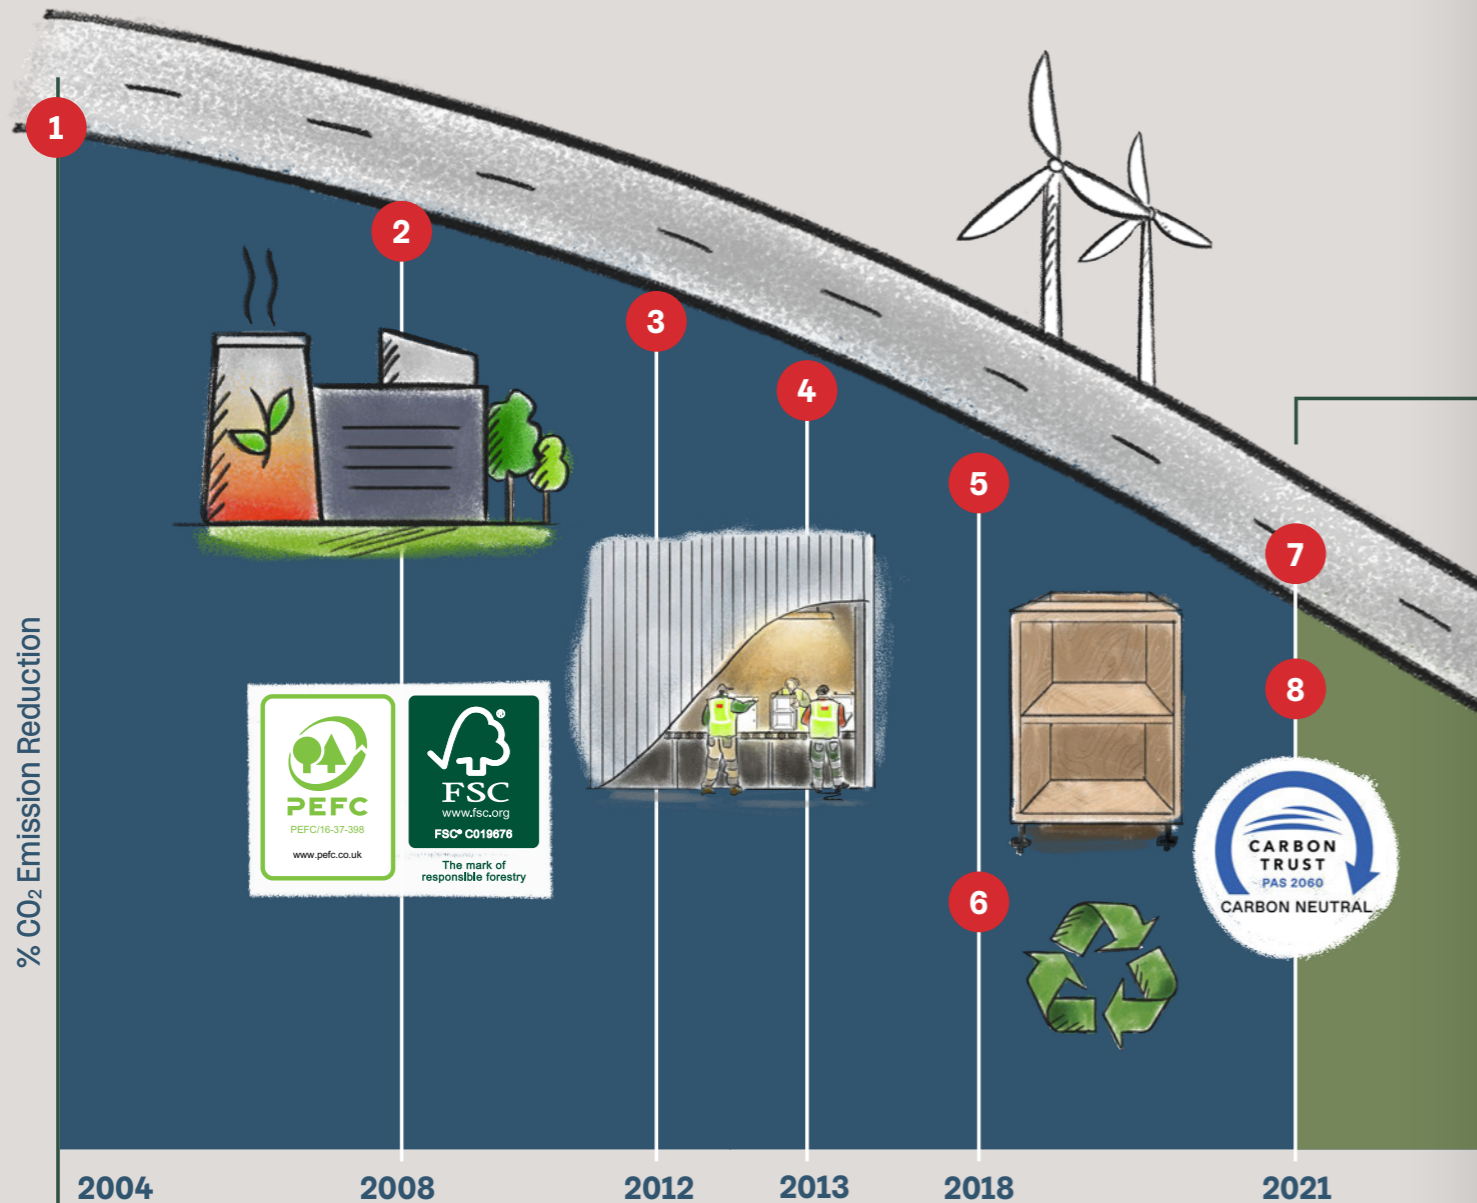 1
2
3
4
5
6
7
8
% CO₂ Emission Reduction
PEFC
PEFC/16-37-398
www.pefc.co.uk
®
FSC
www.fsc.org
FSC® C019676
The mark of
responsible forestry
CARBON
TRUST
PAS 2060
CARBON NEUTRAL
2004
2008
2012
2013
2018
2021